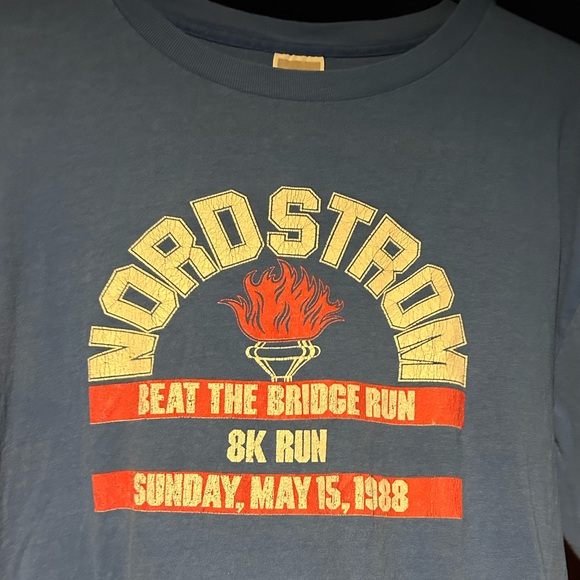 NORDSTROM
BEAT THE BRIDGE RUN
8K RUN
SUNDAY, MAY 15, 1988